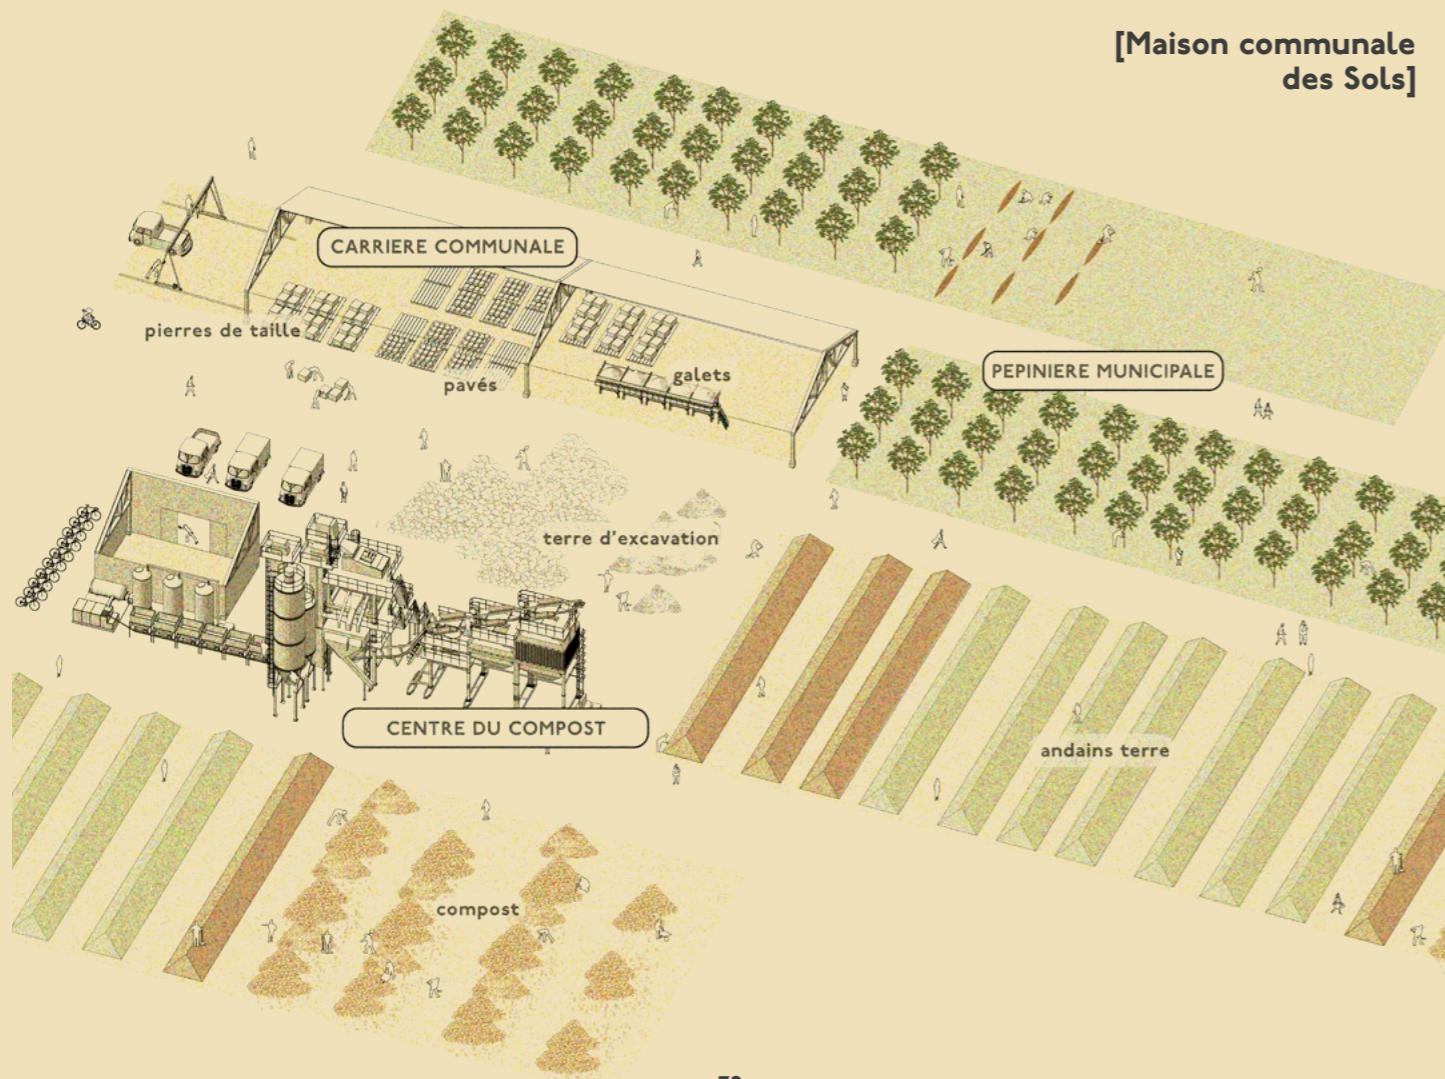 [Maison communale
des Sols]
CARRIERE COMMUNALE
pierres de taille
pavés
galets
PEPINIERE MUNICIPALE
terre d'excavation
CENTRE DU COMPOST
andains terre
compost